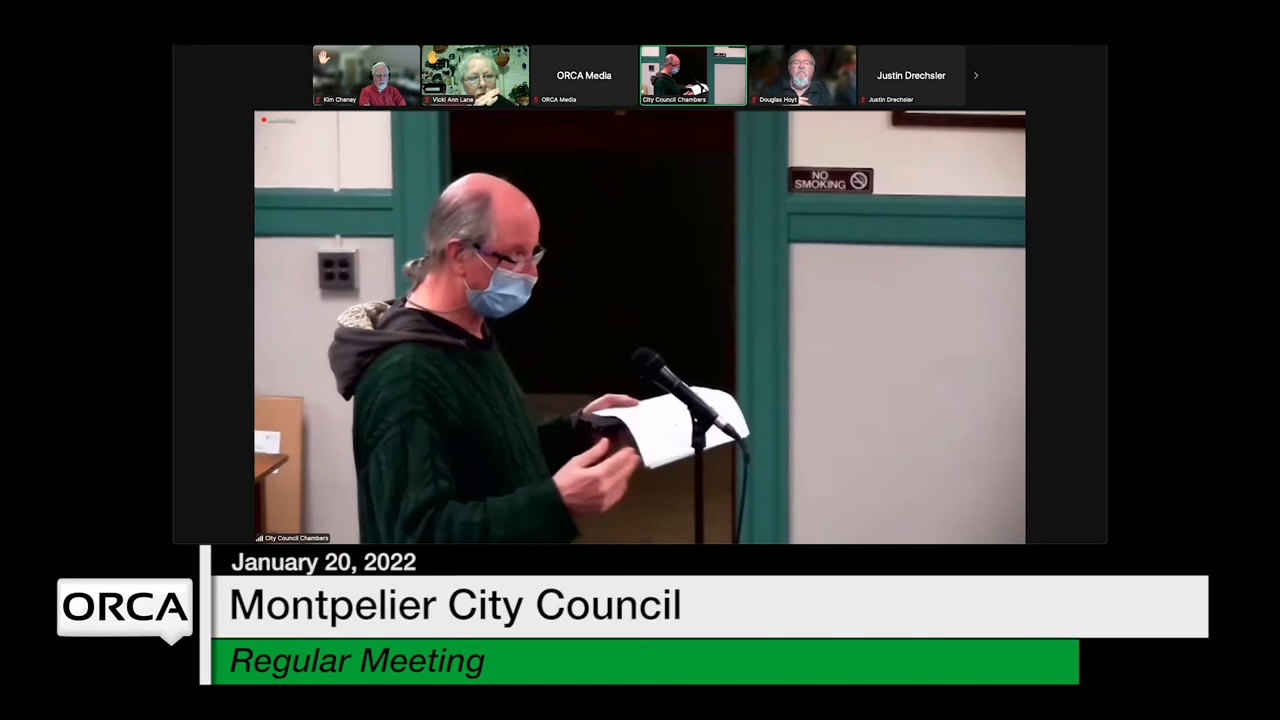 ORCA Media
Justin Drechsler
Kim Cheney
Vicki Ann Lane
ORCA Media
City Council Chambers
Douglas Hoyt
Justin Drechsler
Recording
NO
SMOKING
City Council Chambers
January 20, 2022
ORCA
Montpelier City Council
Regular Meeting